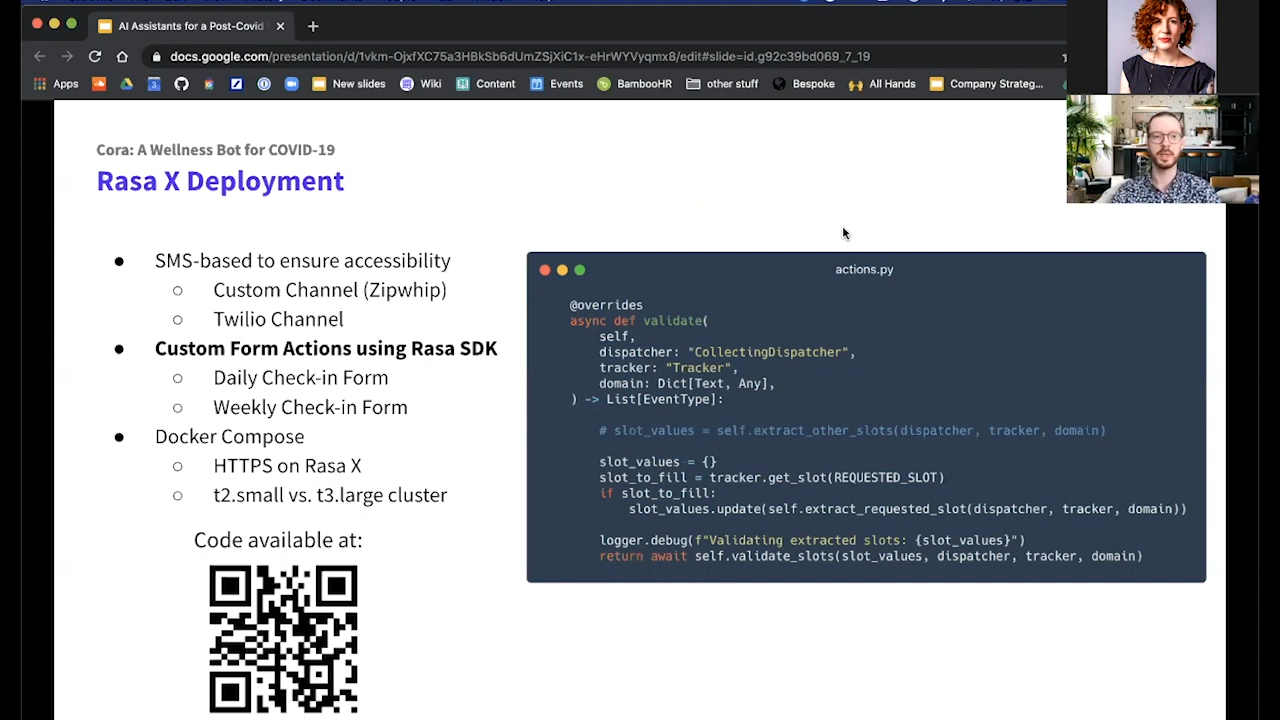 AI Assistants for a Post-Covid
docs.google.com/presentation/d/1vkm-OjxfXC75a3HBkSb6dUmZSjXiC1x-eHrWYVyqmx8/edit#slide=id.g92c39bd069_7_19
Apps New slides Wiki Content Events BambooHR other stuff Bespoke All Hands Company Strateg...
Cora: A Wellness Bot for COVID-19
Rasa X Deployment
● SMS-based to ensure accessibility
○ Custom Channel (Zipwhip)
○ Twilio Channel
● Custom Form Actions using Rasa SDK
○ Daily Check-in Form
○ Weekly Check-in Form
● Docker Compose
○ HTTPS on Rasa X
○ t2.small vs. t3.large cluster
Code available at:
actions.py
@overrides
async def validate(
self,
dispatcher: "CollectingDispatcher",
tracker: "Tracker",
domain: Dict[Text, Any],
) -> List[EventType]:
# slot_values = self.extract_other_slots(dispatcher, tracker, domain)
slot_values = {}
slot_to_fill = tracker.get_slot(REQUESTED_SLOT)
if slot_to_fill:
slot_values.update(self.extract_requested_slot(dispatcher, tracker, domain))
logger.debug(f"Validating extracted slots: {slot_values}")
return await self.validate_slots(slot_values, dispatcher, tracker, domain)